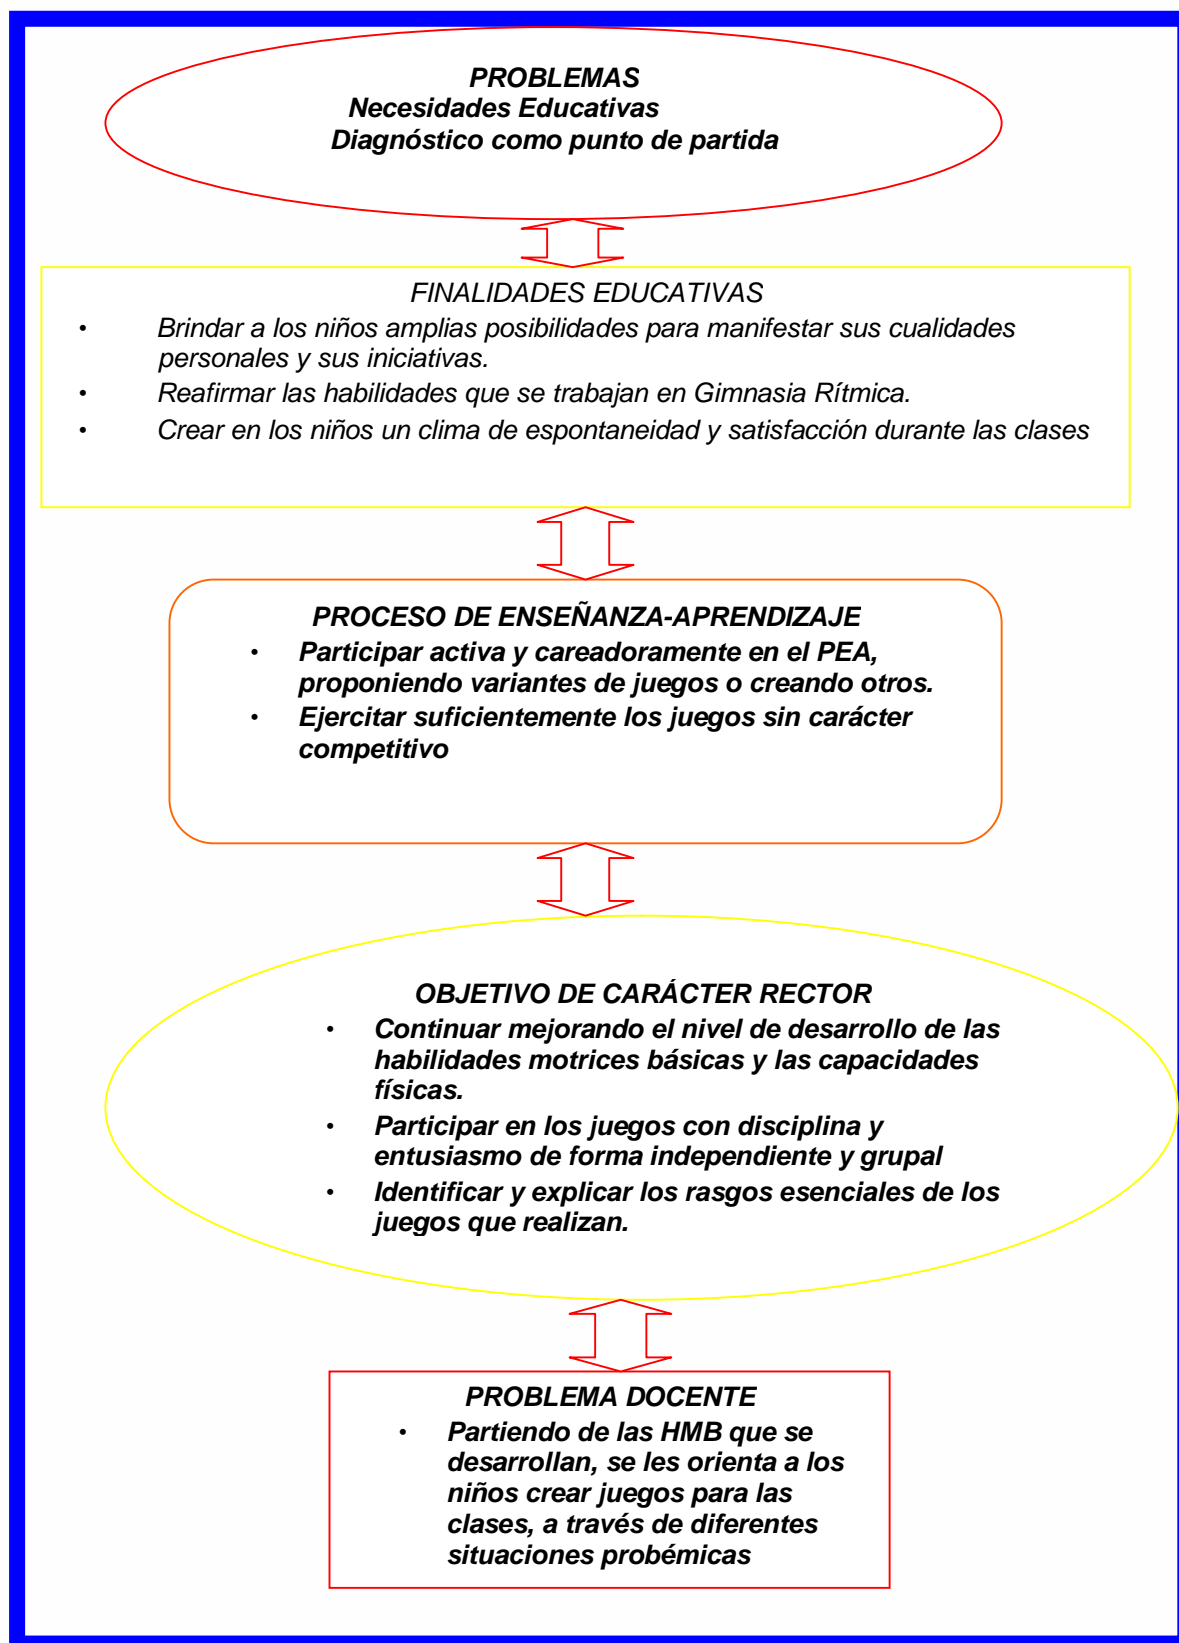 PROBLEMAS
Necesidades Educativas
Diagnóstico como punto de partida
FINALIDADES EDUCATIVAS
• Brindar a los niños amplias posibilidades para manifestar sus cualidades
personales y sus iniciativas.
• Reafirmar las habilidades que se trabajan en Gimnasia Rítmica.
• Crear en los niños un clima de espontaneidad y satisfacción durante las clases
PROCESO DE ENSEÑANZA-APRENDIZAJE
• Participar activa y careadoramente en el PEA,
proponiendo variantes de juegos o creando otros.
• Ejercitar suficientemente los juegos sin carácter
competitivo
OBJETIVO DE CARÁCTER RECTOR
• Continuar mejorando el nivel de desarrollo de las
habilidades motrices básicas y las capacidades
físicas.
• Participar en los juegos con disciplina y
entusiasmo de forma independiente y grupal
• Identificar y explicar los rasgos esenciales de los
juegos que realizan.
PROBLEMA DOCENTE
• Partiendo de las HMB que se
desarrollan, se les orienta a los
niños crear juegos para las
clases, a través de diferentes
situaciones probémicas